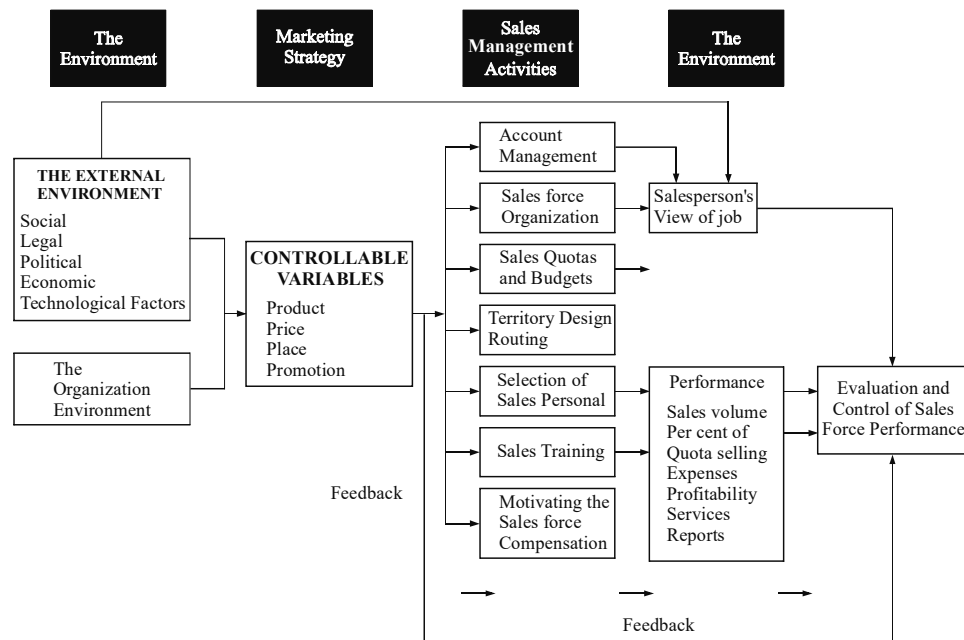 The
Environment
Marketing
Strategy
Sales
Management
Activities
The
Environment
THE EXTERNAL
ENVIRONMENT
Social
Legal
Political
Economic
Technological Factors
The
Organization
Environment
CONTROLLABLE
VARIABLES
Product
Price
Place
Promotion
Account
Management
Sales force
Organization
Sales Quotas
and Budgets
Territory Design
Routing
Selection of
Sales Personal
Sales Training
Motivating the
Sales force
Compensation
Salesperson's
View of job
Performance
Sales volume
Per cent of
Quota selling
Expenses
Profitability
Services
Reports
Evaluation and
Control of Sales
Force Performance
Feedback
Feedback